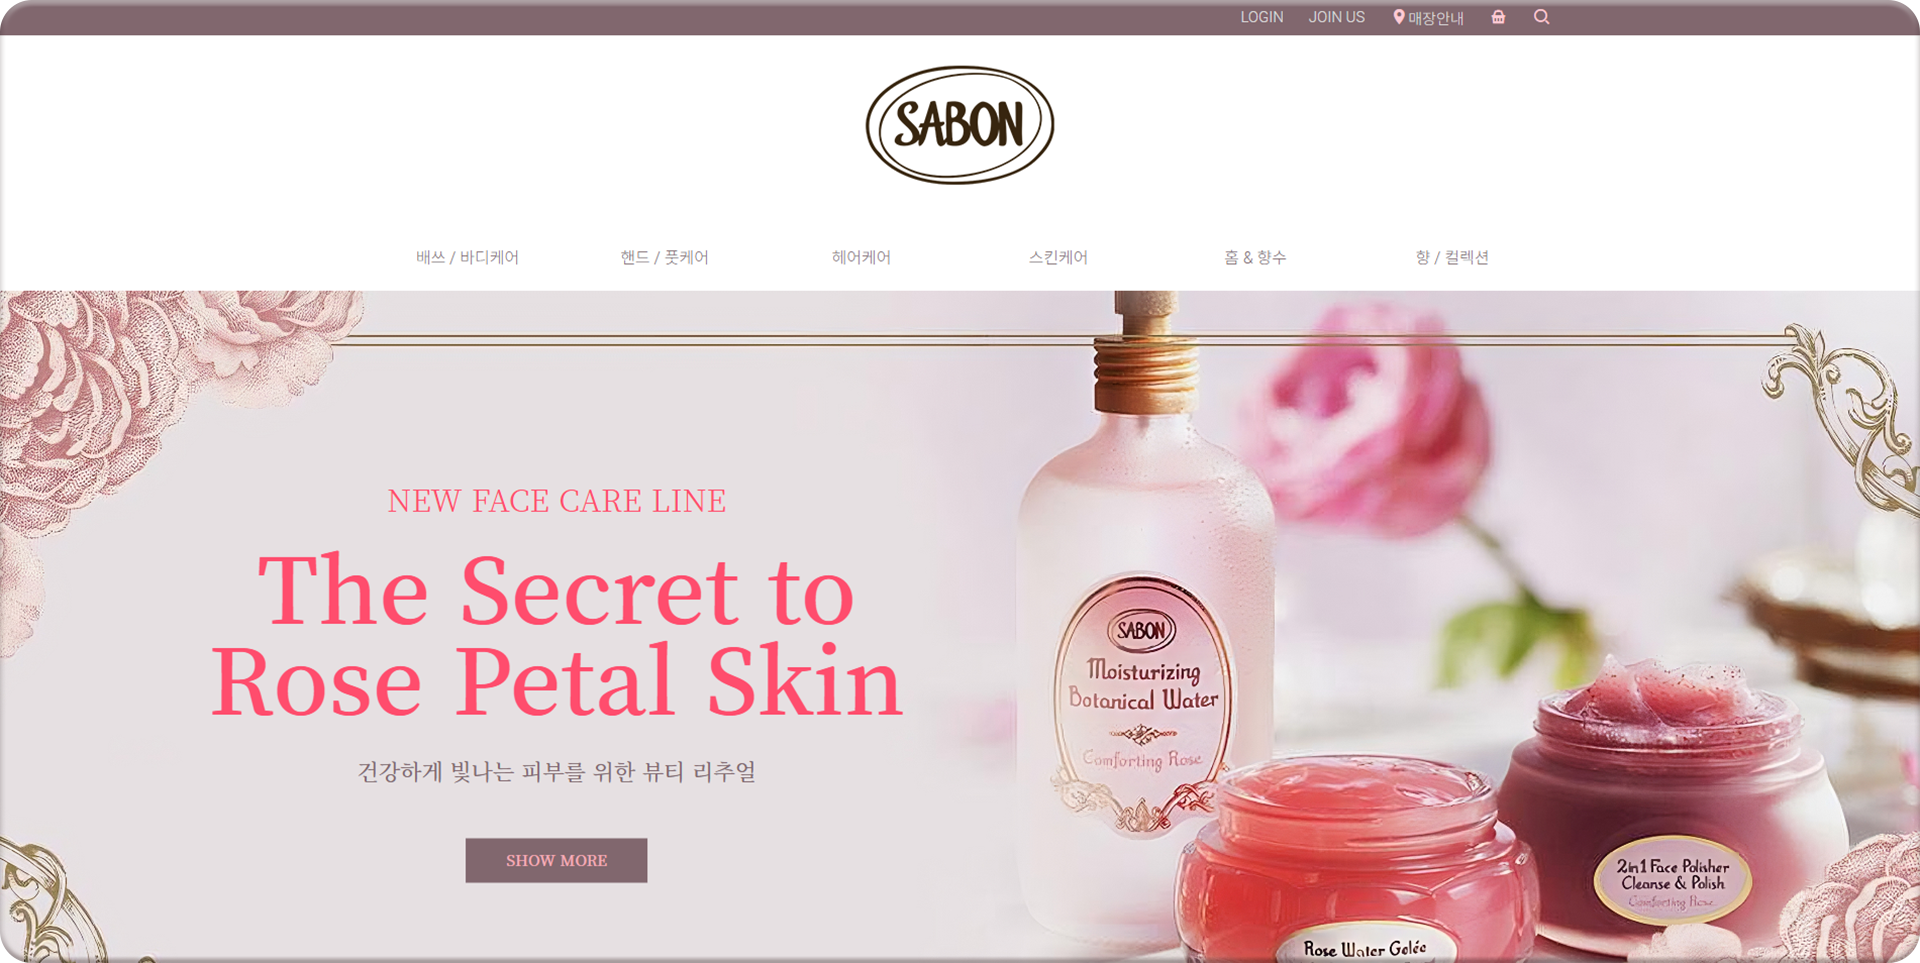 LOGIN JOIN US 매장안내
SABON
배쓰 / 바디케어 핸드 / 풋케어 헤어케어 스킨케어 홈 & 향수 향 / 컬렉션
NEW FACE CARE LINE
The Secret to
Rose Petal Skin
건강하게 빛나는 피부를 위한 뷰티 리추얼
SHOW MORE
SABON
Moisturizing
Botanical Water
Comforting Rose
2in1 Face Polisher
Cleanse & Polish
Comforting Rose
Rose Water Gelée